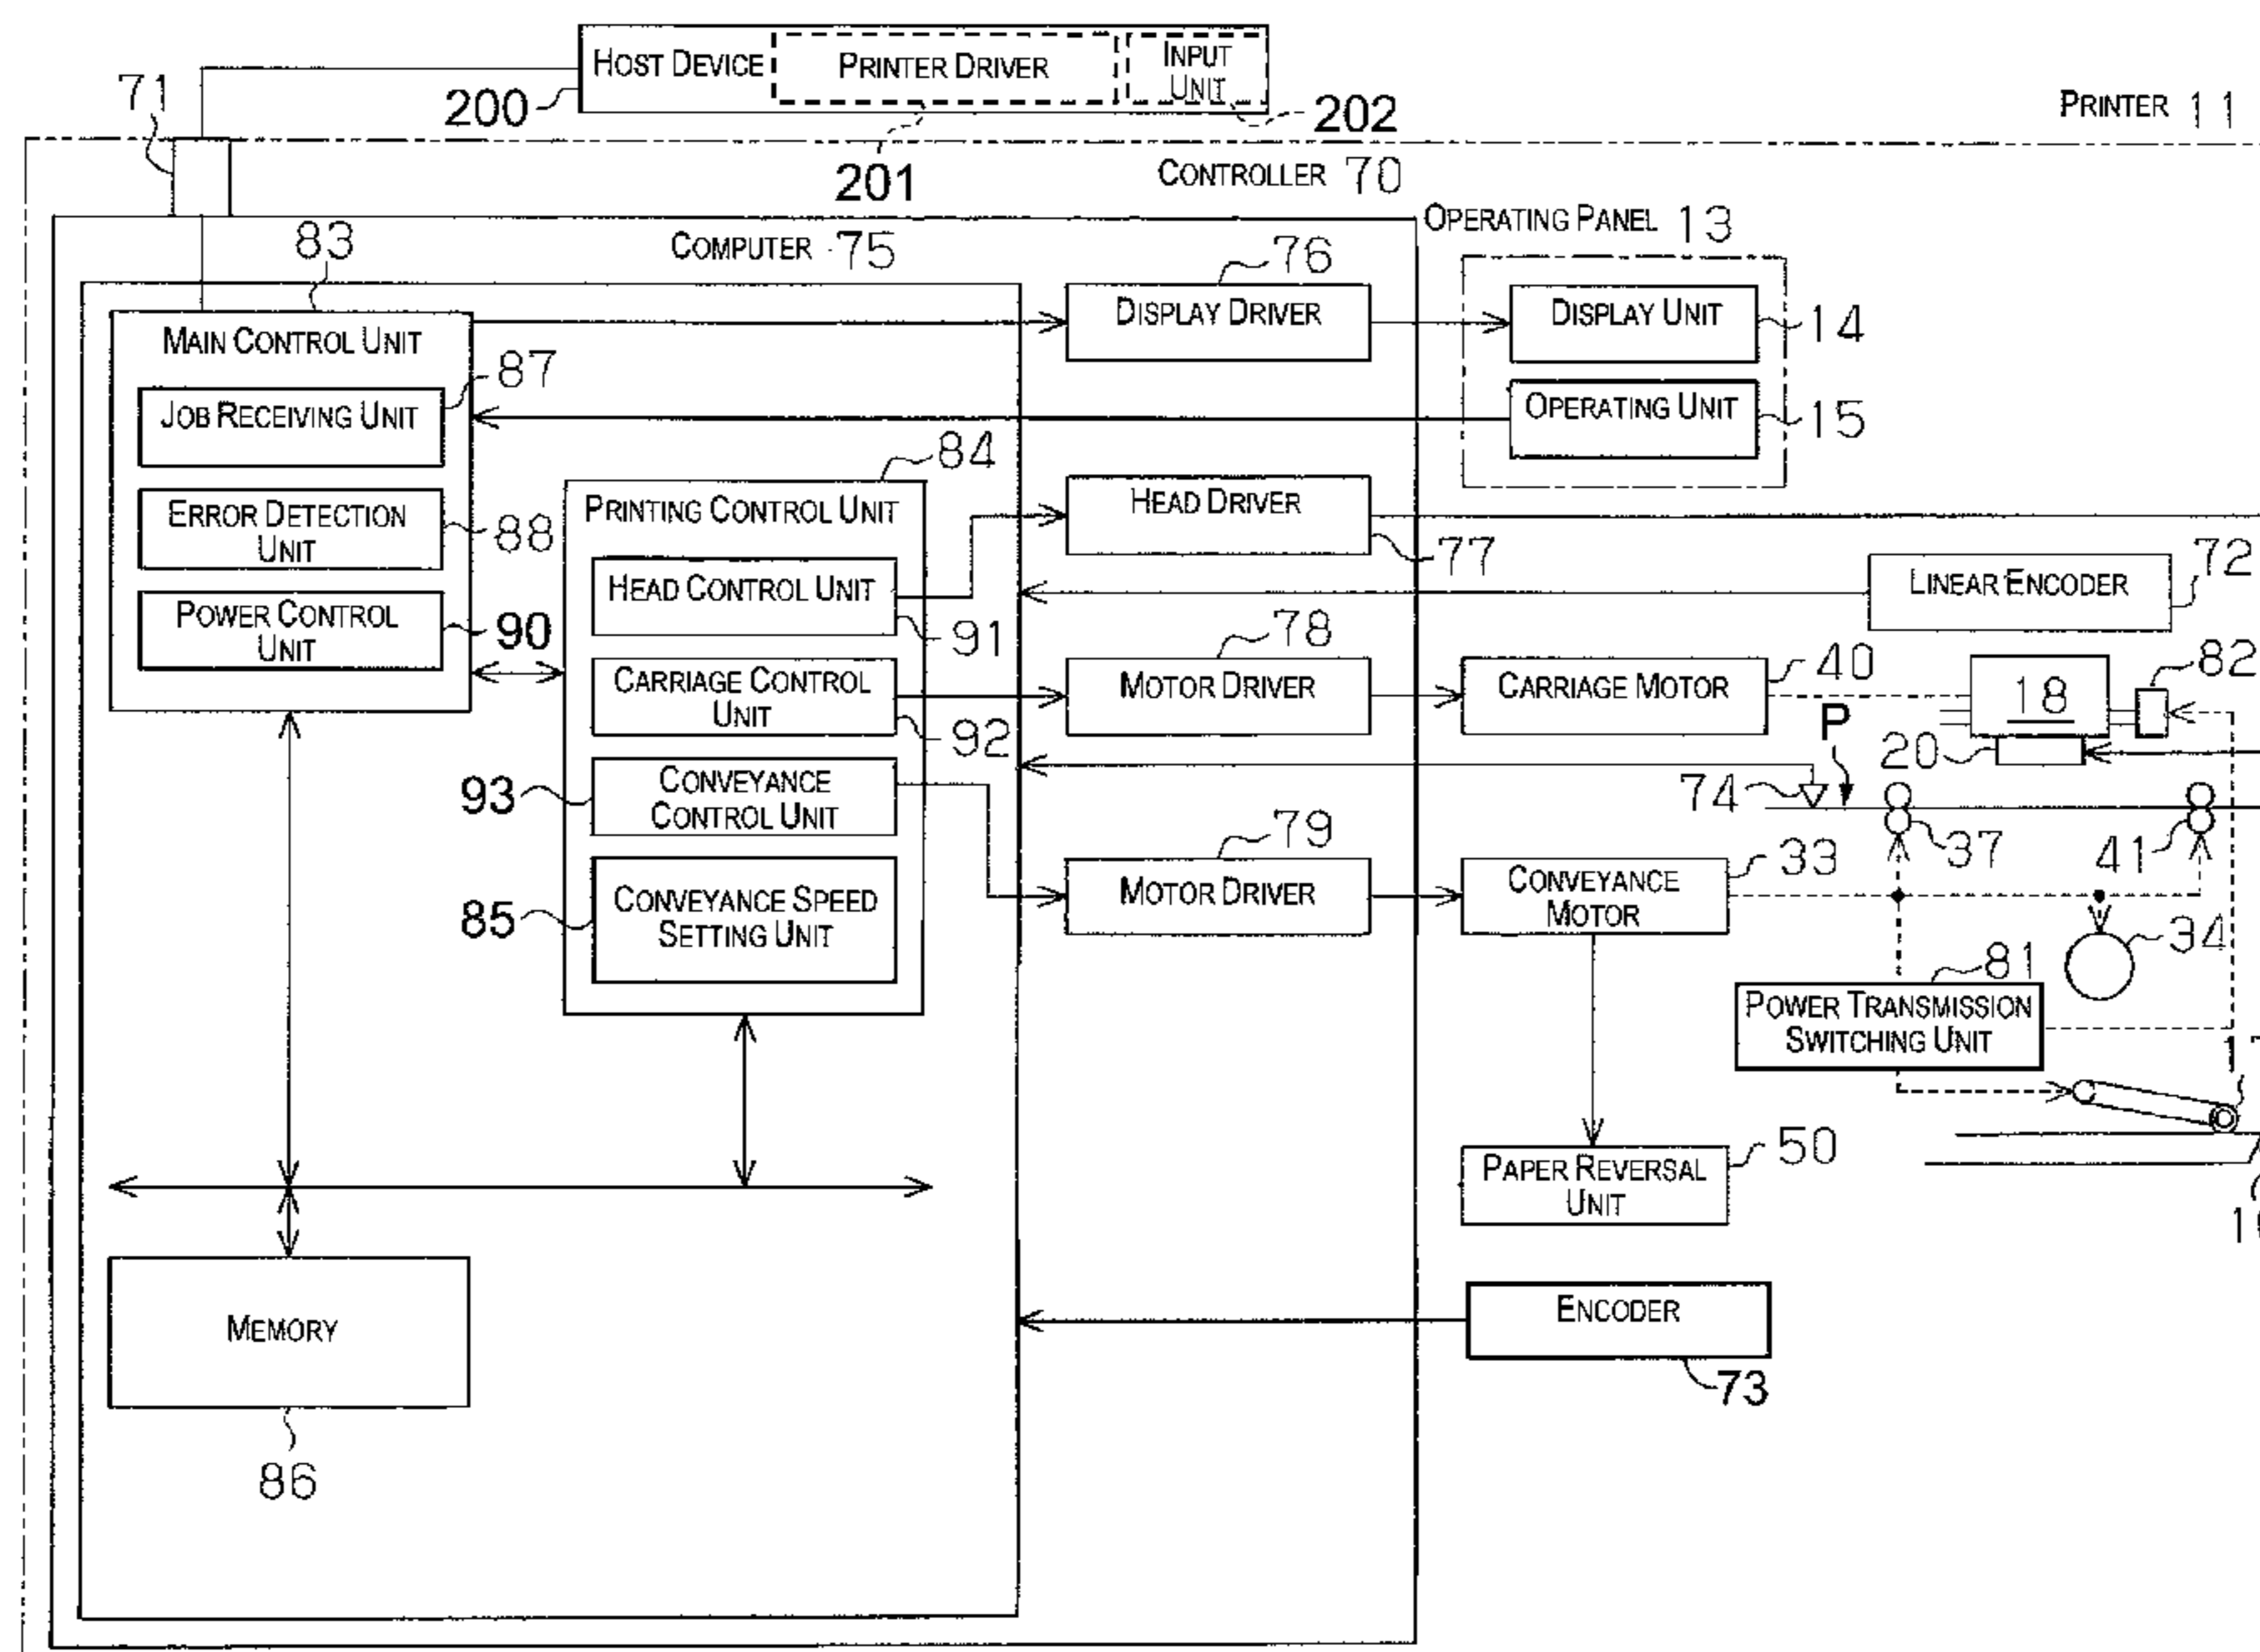 HOST DEVICE
PRINTER DRIVER
INPUT
UNIT
200
201
202
PRINTER 11
71
CONTROLLER 70
COMPUTER 75
OPERATING PANEL 13
83
MAIN CONTROL UNIT
JOB RECEIVING UNIT
87
ERROR DETECTION
UNIT
88
POWER CONTROL
UNIT
90
84
PRINTING CONTROL UNIT
HEAD CONTROL UNIT
91
CARRIAGE CONTROL
UNIT
92
CONVEYANCE
CONTROL UNIT
93
CONVEYANCE SPEED
SETTING UNIT
85
MEMORY
86
76
DISPLAY DRIVER
HEAD DRIVER
77
78
MOTOR DRIVER
79
MOTOR DRIVER
DISPLAY UNIT
14
OPERATING UNIT
15
LINEAR ENCODER
72
CARRIAGE MOTOR
40
18
82
20
P
74
37
41
CONVEYANCE
MOTOR
33
34
81
POWER TRANSMISSION
SWITCHING UNIT
PAPER REVERSAL
UNIT
50
ENCODER
73